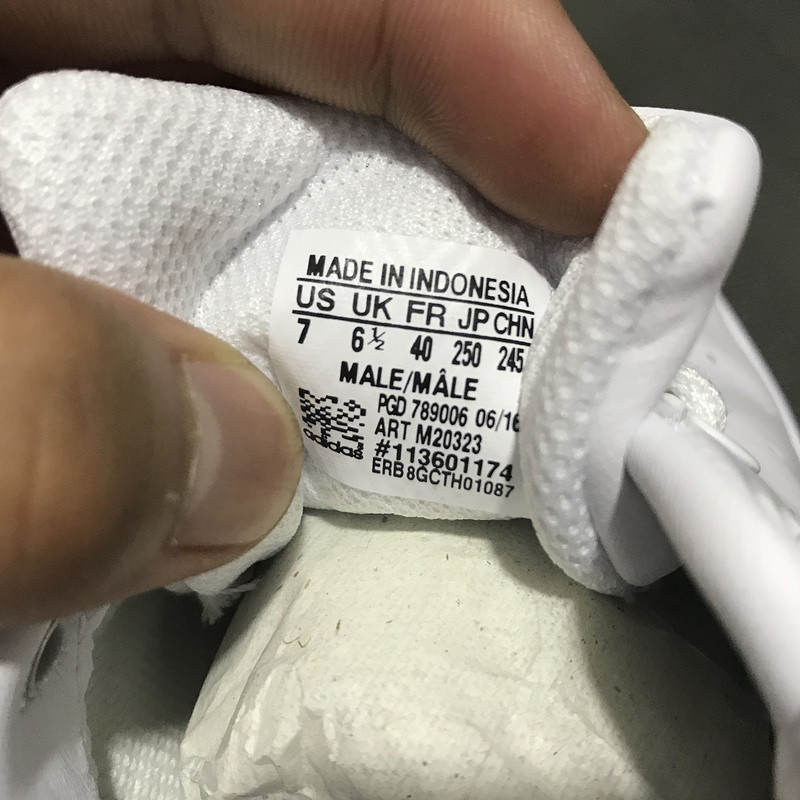 MADE IN INDONESIA
US UK FR JP CHN
7 6½ 40 250 245
MALE/MÂLE
PGD 789006 06/16
ART M20323
adidas
#113601174
ERB8GCTH01087